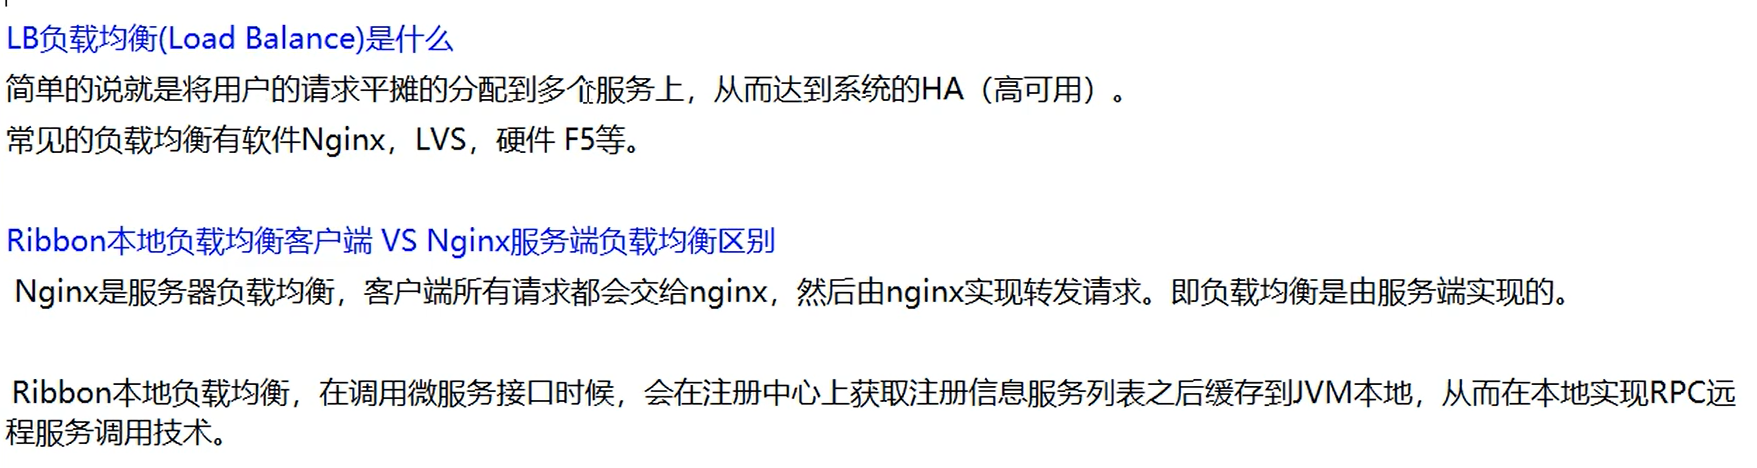 LB负载均衡(Load Balance)是什么
简单的说就是将用户的请求平摊的分配到多个服务上，从而达到系统的HA（高可用）。
常见的负载均衡有软件Nginx，LVS，硬件 F5等。
Ribbon本地负载均衡客户端 VS Nginx服务端负载均衡区别
Nginx是服务器负载均衡，客户端所有请求都会交给nginx，然后由nginx实现转发请求。即负载均衡是由服务端实现的。
Ribbon本地负载均衡，在调用微服务接口时候，会在注册中心上获取注册信息服务列表之后缓存到JVM本地，从而在本地实现RPC远
程服务调用技术。